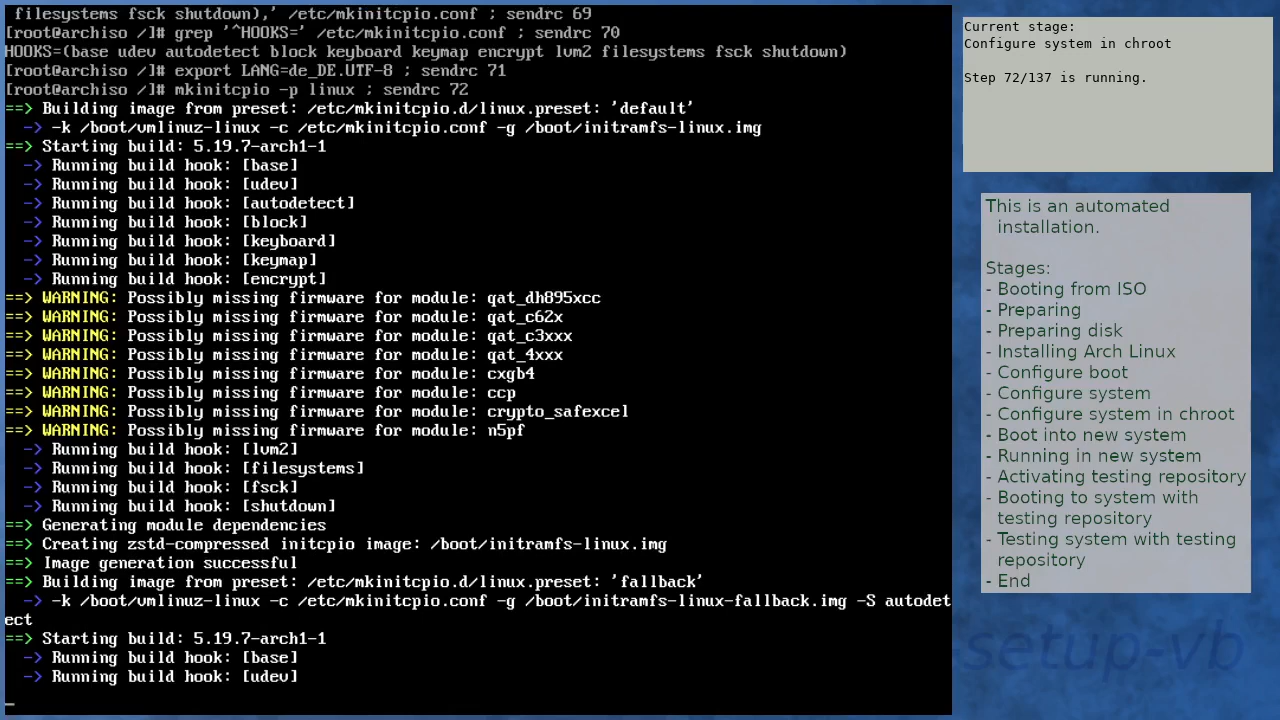 filesystems fsck shutdown),' /etc/mkinitcpio.conf ; sendrc 69
[root@archiso /]# grep '^HOOKS=' /etc/mkinitcpio.conf ; sendrc 70
HOOKS=(base udev autodetect block keyboard keymap encrypt lvm2 filesystems fsck shutdown)
[root@archiso /]# export LANG=de_DE.UTF-8 ; sendrc 71
[root@archiso /]# mkinitcpio -p linux ; sendrc 72
==> Building image from preset: /etc/mkinitcpio.d/linux.preset: 'default'
  -> -k /boot/vmlinuz-linux -c /etc/mkinitcpio.conf -g /boot/initramfs-linux.img
==> Starting build: 5.19.7-arch1-1
  -> Running build hook: [base]
  -> Running build hook: [udev]
  -> Running build hook: [autodetect]
  -> Running build hook: [block]
  -> Running build hook: [keyboard]
  -> Running build hook: [keymap]
  -> Running build hook: [encrypt]
==> WARNING: Possibly missing firmware for module: qat_dh895xcc
==> WARNING: Possibly missing firmware for module: qat_c62x
==> WARNING: Possibly missing firmware for module: qat_c3xxx
==> WARNING: Possibly missing firmware for module: qat_4xxx
==> WARNING: Possibly missing firmware for module: cxgb4
==> WARNING: Possibly missing firmware for module: ccp
==> WARNING: Possibly missing firmware for module: crypto_safexcel
==> WARNING: Possibly missing firmware for module: n5pf
  -> Running build hook: [lvm2]
  -> Running build hook: [filesystems]
  -> Running build hook: [fsck]
  -> Running build hook: [shutdown]
==> Generating module dependencies
==> Creating zstd-compressed initcpio image: /boot/initramfs-linux.img
==> Image generation successful
==> Building image from preset: /etc/mkinitcpio.d/linux.preset: 'fallback'
  -> -k /boot/vmlinuz-linux -c /etc/mkinitcpio.conf -g /boot/initramfs-linux-fallback.img -S autodet
ect
==> Starting build: 5.19.7-arch1-1
  -> Running build hook: [base]
  -> Running build hook: [udev]
Current stage:
Configure system in chroot
Step 72/137 is running.
This is an automated
installation.
Stages:
- Booting from ISO
- Preparing
- Preparing disk
- Installing Arch Linux
- Configure boot
- Configure system
- Configure system in chroot
- Boot into new system
- Running in new system
- Activating testing repository
- Booting to system with
testing repository
- Testing system with testing
repository
- End
setup-vb